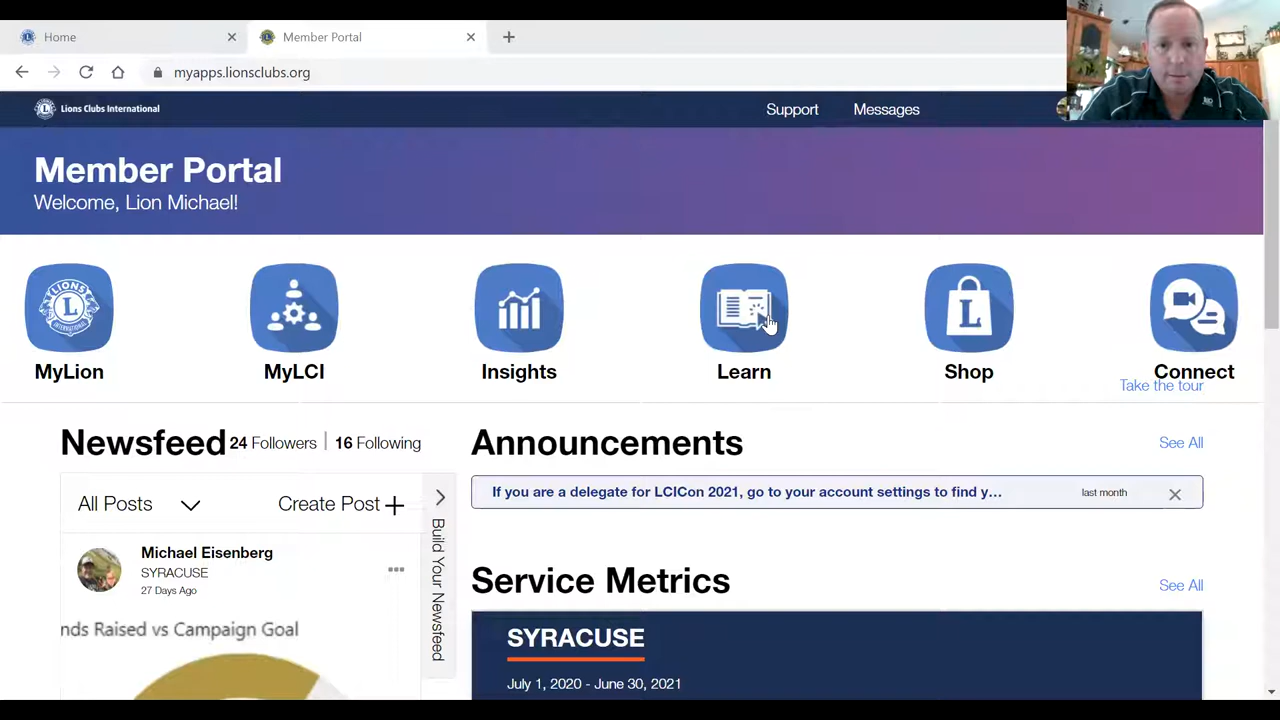 Home
Member Portal
myapps.lionsclubs.org
Lions Clubs International
Support
Messages
Member Portal
Welcome, Lion Michael!
MyLion
MyLCI
Insights
Learn
Shop
Connect
Take the tour
Newsfeed 24 Followers | 16 Following
All Posts
Create Post +
Build Your Newsfeed
Michael Eisenberg
SYRACUSE
27 Days Ago
nds Raised vs Campaign Goal
Announcements
See All
If you are a delegate for LCICon 2021, go to your account settings to find y...
last month
Service Metrics
See All
SYRACUSE
July 1, 2020 - June 30, 2021